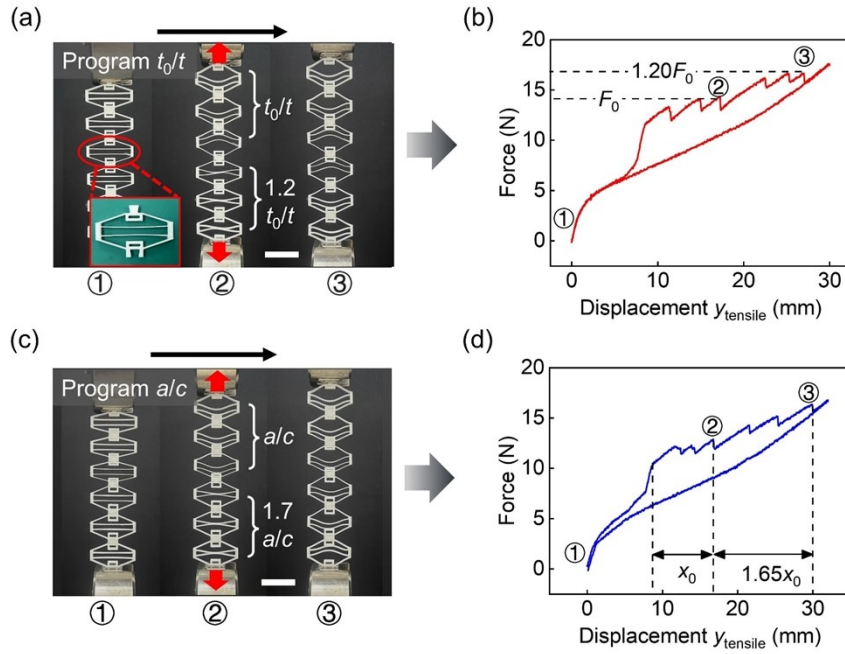 (a)
Program t₀/t
t₀/t
1.2
t₀/t
① ② ③
(b)
Force (N)
20
15
10
5
0
1.20F₀
F₀
①
②
③
0 10 20 30
Displacement y_tensile (mm)
(c)
Program a/c
a/c
1.7
a/c
① ② ③
(d)
Force (N)
20
15
10
5
0
①
②
③
x₀
1.65x₀
0 10 20 30
Displacement y_tensile (mm)